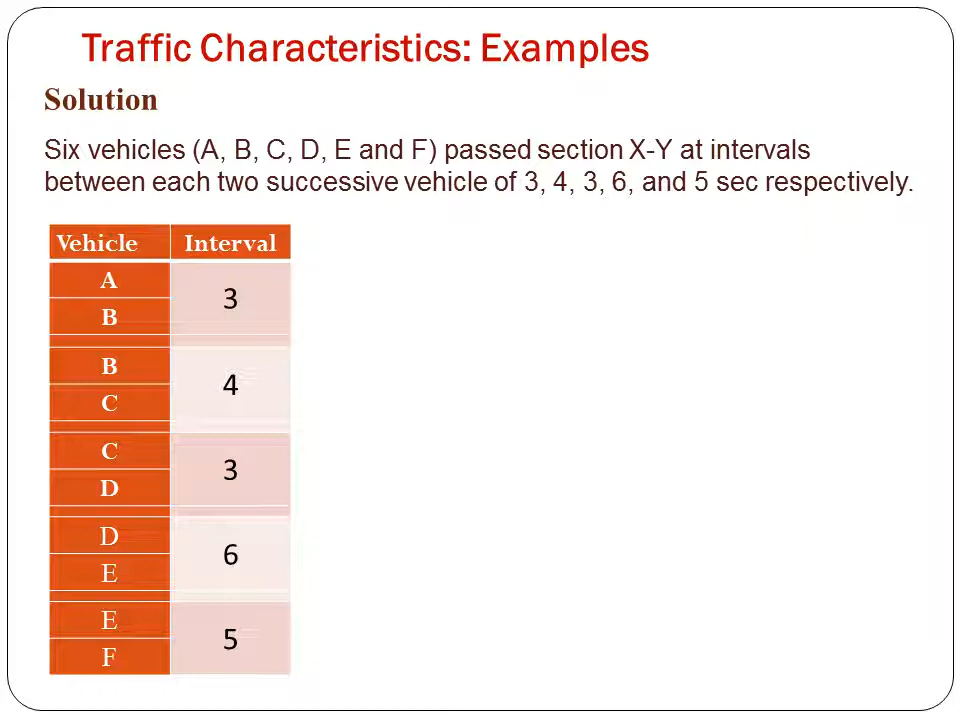 Traffic Characteristics: Examples
Solution
Six vehicles (A, B, C, D, E and F) passed section X-Y at intervals
between each two successive vehicle of 3, 4, 3, 6, and 5 sec respectively.
Vehicle Interval
A
3
B
B
4
C
C
3
D
D
6
E
E
5
F